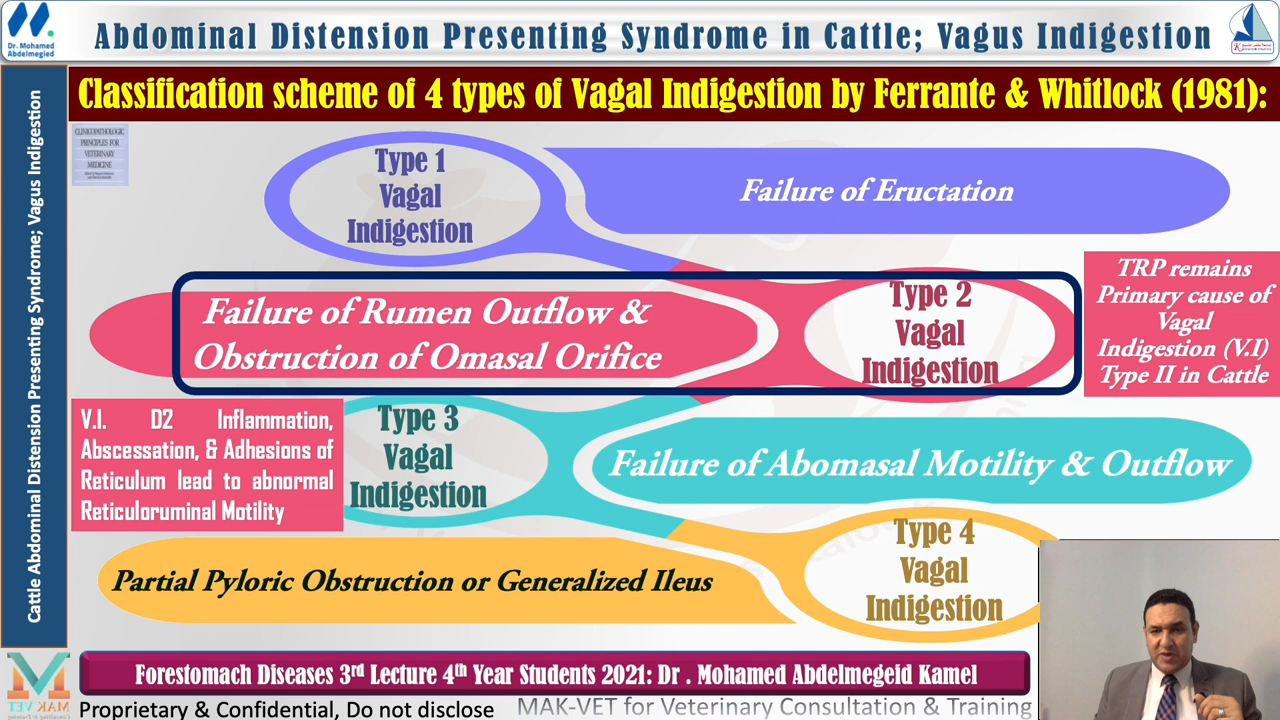 Dr. Mohamed
Abdelmegied
Abdominal Distension Presenting Syndrome in Cattle; Vagus Indigestion
Cattle Abdominal Distension Presenting Syndrome; Vagus Indigestion
Classification scheme of 4 types of Vagal Indigestion by Ferrante & Whitlock (1981):
CLINICOPATHOLOGIC
PRINCIPLES FOR
VETERINARY
MEDICINE
Type 1
Vagal
Indigestion
Failure of Eructation
Failure of Rumen Outflow &
Obstruction of Omasal Orifice
Type 2
Vagal
Indigestion
TRP remains
Primary cause of
Vagal
Indigestion (V.I)
Type II in Cattle
V.I. D2 Inflammation,
Abscessation, & Adhesions of
Reticulum lead to abnormal
Reticuloruminal Motility
Type 3
Vagal
Indigestion
Failure of Abomasal Motility & Outflow
Partial Pyloric Obstruction or Generalized Ileus
Type 4
Vagal
Indigestion
Forestomach Diseases 3rd Lecture 4th Year Students 2021: Dr . Mohamed Abdelmegeid Kamel
MAK VET
Proprietary & Confidential, Do not disclose
MAK-VET for Veterinary Consultation & Training